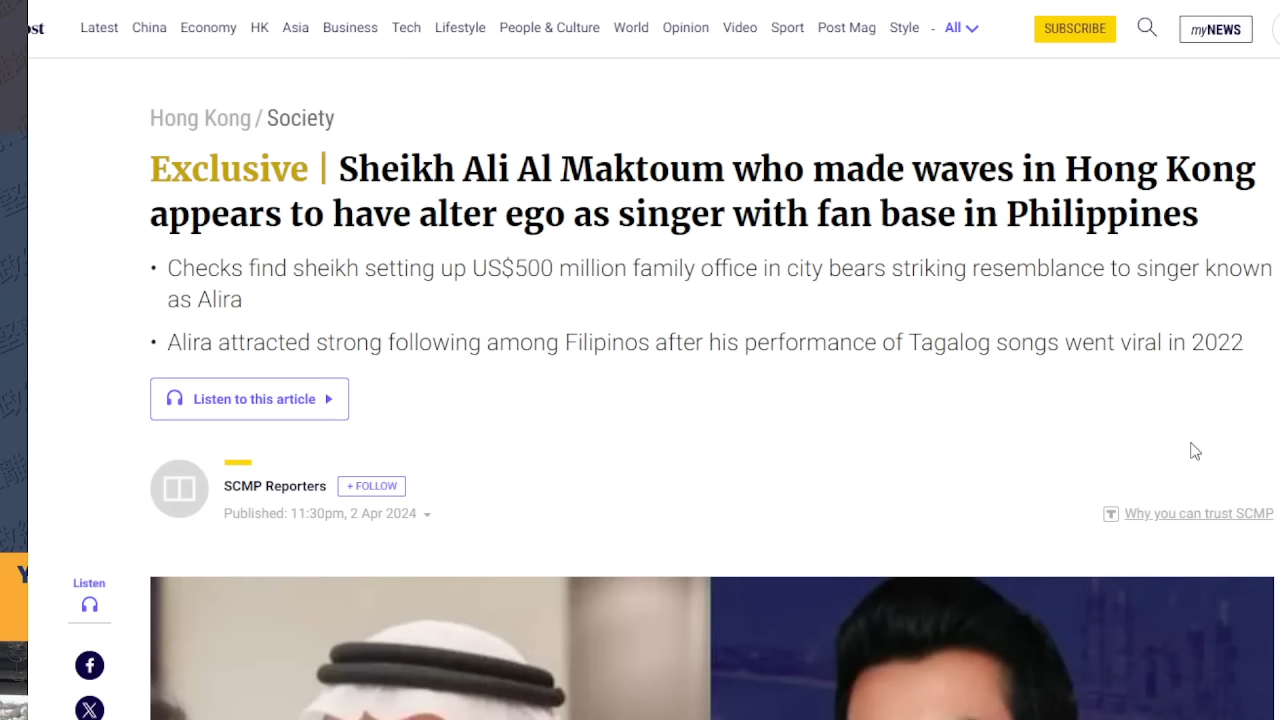 ost Latest China Economy HK Asia Business Tech Lifestyle People & Culture World Opinion Video Sport Post Mag Style - All SUBSCRIBE myNEWS
Hong Kong / Society
Exclusive | Sheikh Ali Al Maktoum who made waves in Hong Kong
appears to have alter ego as singer with fan base in Philippines
• Checks find sheikh setting up US$500 million family office in city bears striking resemblance to singer known
as Alira
• Alira attracted strong following among Filipinos after his performance of Tagalog songs went viral in 2022
Listen to this article
SCMP Reporters + FOLLOW
Published: 11:30pm, 2 Apr 2024
Why you can trust SCMP
Listen